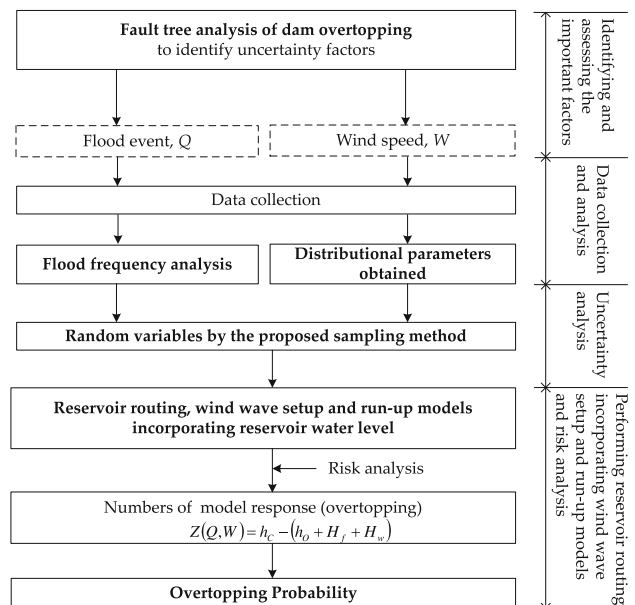 Fault tree analysis of dam overtopping
to identify uncertainty factors
Flood event, Q
Wind speed, W
Data collection
Flood frequency analysis
Distributional parameters
obtained
Random variables by the proposed sampling method
Reservoir routing, wind wave setup and run-up models
incorporating reservoir water level
Risk analysis
Numbers of model response (overtopping)
Z(Q,W) = h_C − (h_O + H_f + H_w)
Overtopping Probability
Identifying and
assessing the
important factors
Data collection
and analysis
Uncertainty
analysis
Performing reservoir routing
incorporating wind wave
setup and run-up models
and risk analysis